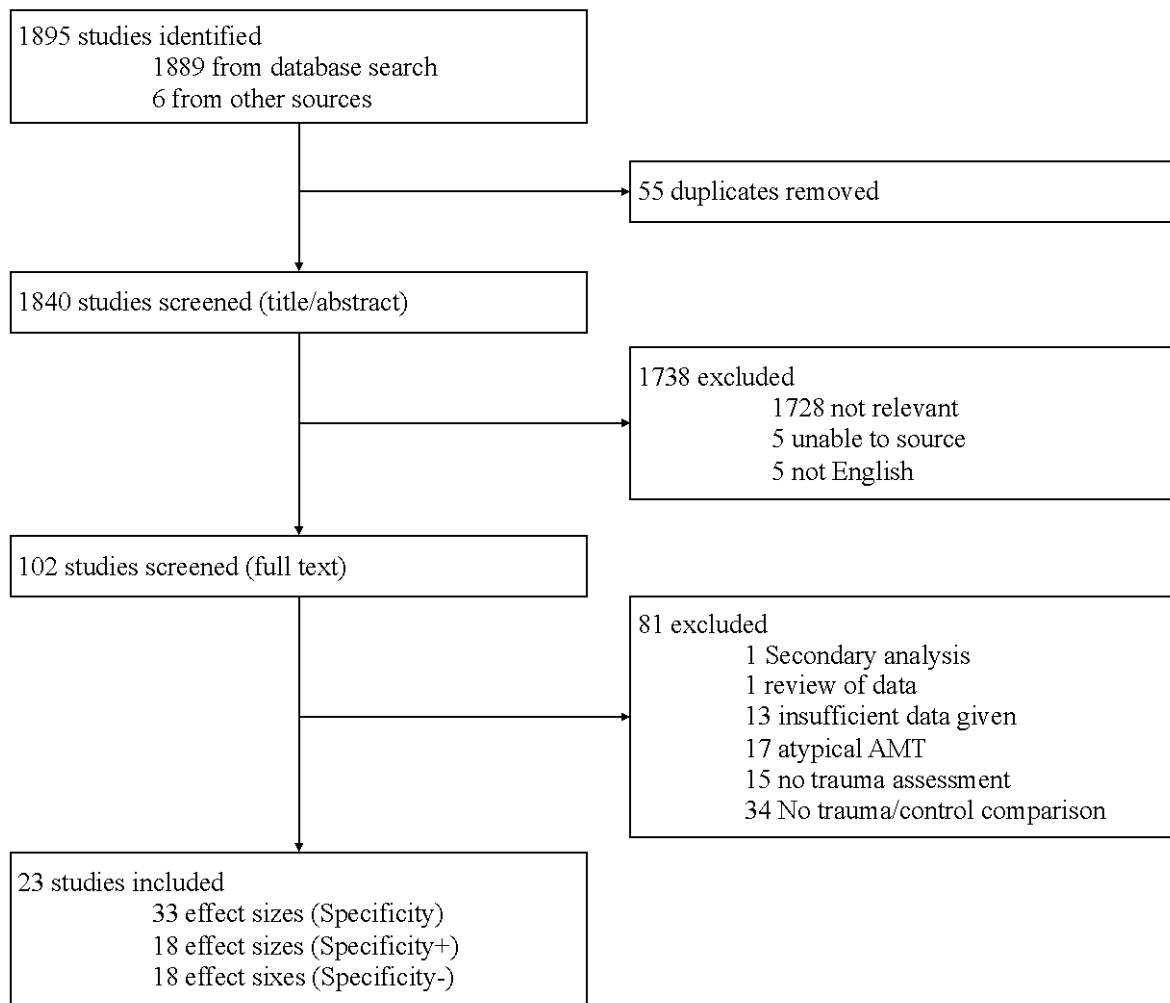 1895 studies identified
1889 from database search
6 from other sources
55 duplicates removed
1840 studies screened (title/abstract)
1738 excluded
1728 not relevant
5 unable to source
5 not English
102 studies screened (full text)
81 excluded
1 Secondary analysis
1 review of data
13 insufficient data given
17 atypical AMT
15 no trauma assessment
34 No trauma/control comparison
23 studies included
33 effect sizes (Specificity)
18 effect sizes (Specificity+)
18 effect sixes (Specificity-)